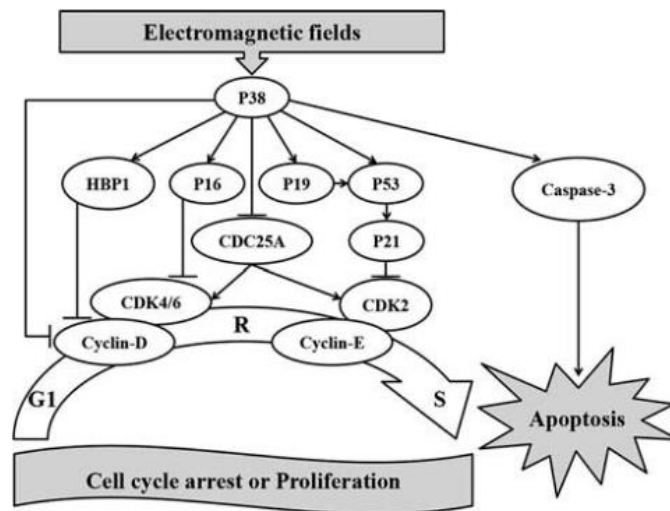 Electromagnetic fields
P38
HBP1
P16
P19
P53
Caspase-3
CDC25A
P21
CDK4/6
CDK2
R
Cyclin-D
Cyclin-E
G1
S
Apoptosis
Cell cycle arrest or Proliferation